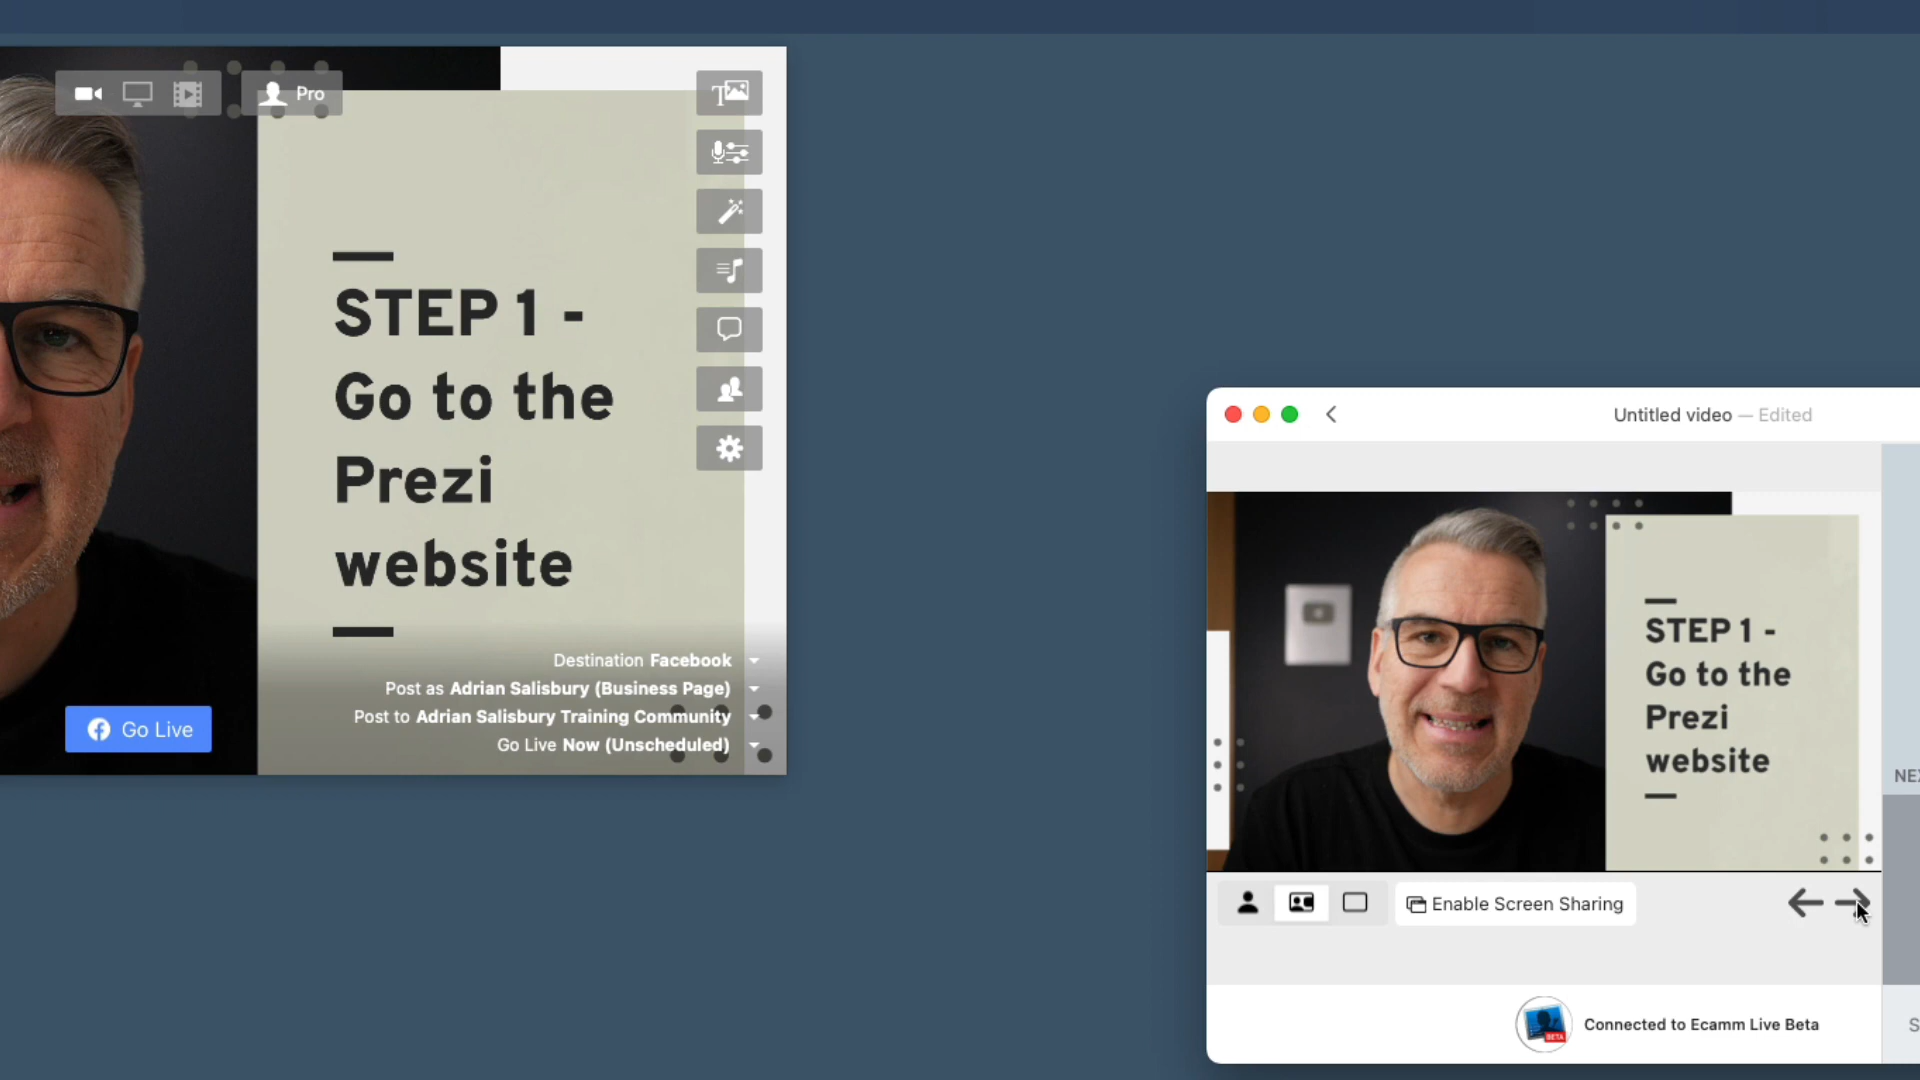 Pro
STEP 1 -
Go to the
Prezi
website
Destination Facebook
Post as Adrian Salisbury (Business Page)
Post to Adrian Salisbury Training Community
Go Live Now (Unscheduled)
Go Live
Untitled video — Edited
STEP 1 -
Go to the
Prezi
website
Enable Screen Sharing
BETA
Connected to Ecamm Live Beta